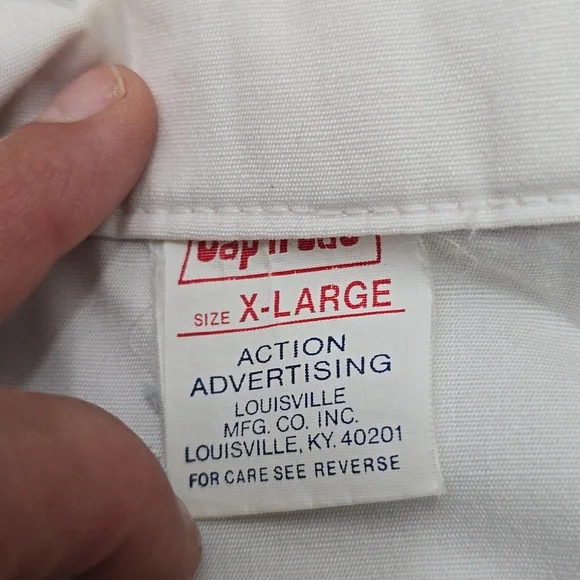 SIZE X-LARGE
ACTION
ADVERTISING
LOUISVILLE
MFG. CO. INC.
LOUISVILLE, KY. 40201
FOR CARE SEE REVERSE